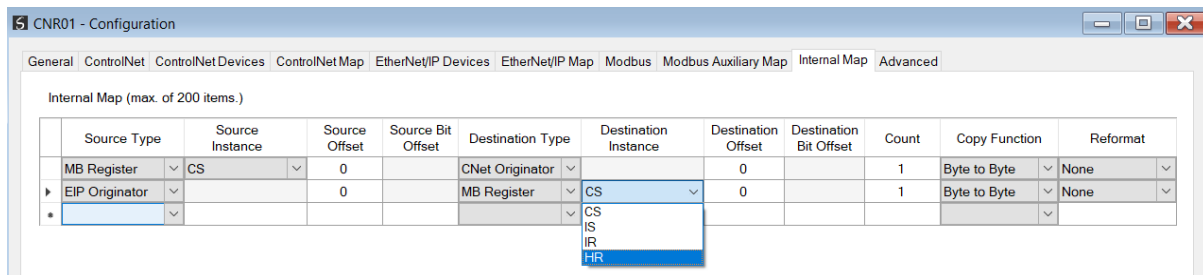 CNR01 - Configuration
General ControlNet ControlNet Devices ControlNet Map EtherNet/IP Devices EtherNet/IP Map Modbus Modbus Auxiliary Map Internal Map Advanced
Internal Map (max. of 200 items.)
Source Type Source Instance Source Offset Source Bit Offset Destination Type Destination Instance Destination Offset Destination Bit Offset Count Copy Function Reformat
MB Register CS 0 CNet Originator 0 1 Byte to Byte None
EIP Originator 0 MB Register CS 0 1 Byte to Byte None
CS
IS
IR
HR